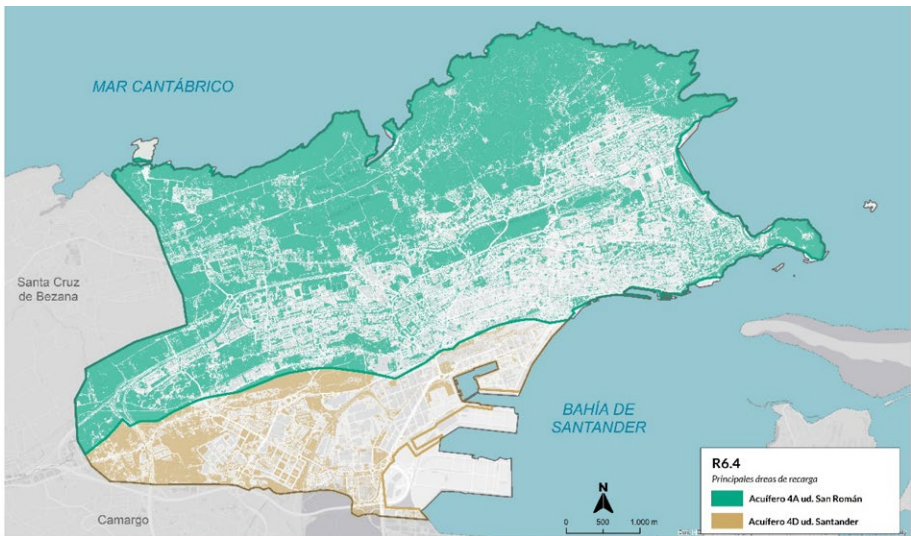 MAR CANTÁBRICO
Santa Cruz
de Bezana
BAHÍA DE
SANTANDER
Camargo
N
0 500 1.000 m
R6.4
Principales áreas de recarga
Acuífero 4A ud. San Román
Acuífero 4D ud. Santander